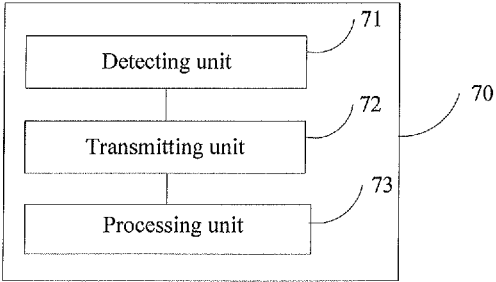 71
Detecting unit
72
70
Transmitting unit
73
Processing unit